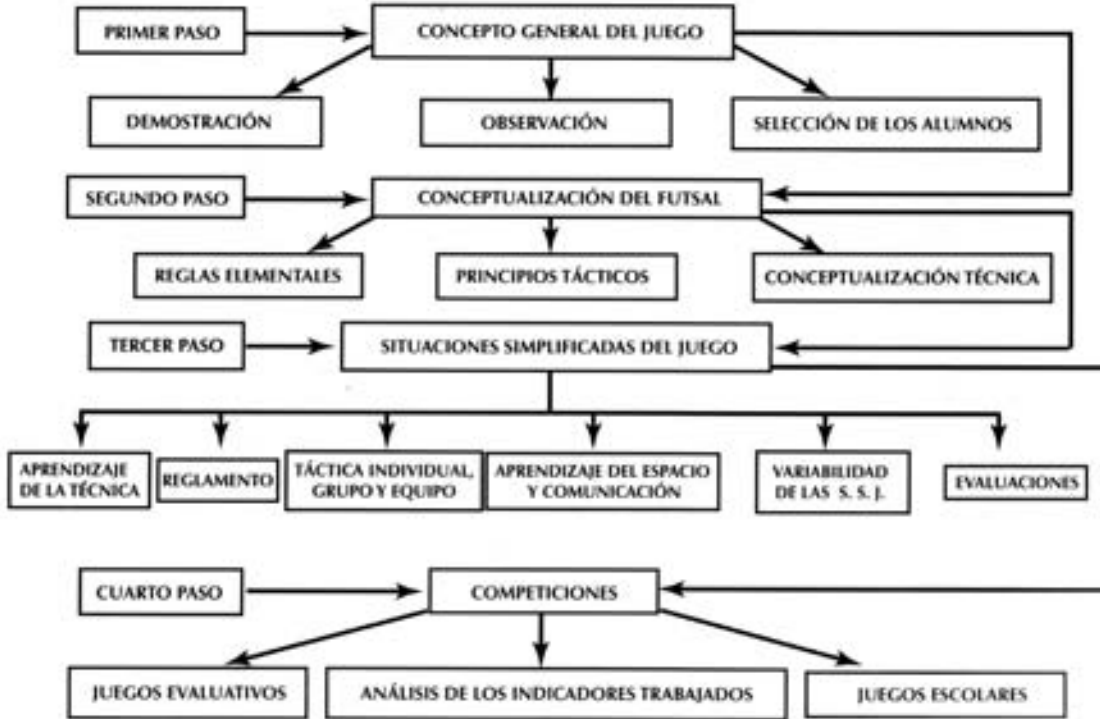 PRIMER PASO
CONCEPTO GENERAL DEL JUEGO
DEMOSTRACIÓN
OBSERVACIÓN
SELECCIÓN DE LOS ALUMNOS
SEGUNDO PASO
CONCEPTUALIZACIÓN DEL FUTSAL
REGLAS ELEMENTALES
PRINCIPIOS TÁCTICOS
CONCEPTUALIZACIÓN TÉCNICA
TERCER PASO
SITUACIONES SIMPLIFICADAS DEL JUEGO
APRENDIZAJE
DE LA TÉCNICA
REGLAMENTO
TÁCTICA INDIVIDUAL,
GRUPO Y EQUIPO
APRENDIZAJE DEL ESPACIO
Y COMUNICACIÓN
VARIABILIDAD
DE LAS S. S. J.
EVALUACIONES
CUARTO PASO
COMPETICIONES
JUEGOS EVALUATIVOS
ANÁLISIS DE LOS INDICADORES TRABAJADOS
JUEGOS ESCOLARES